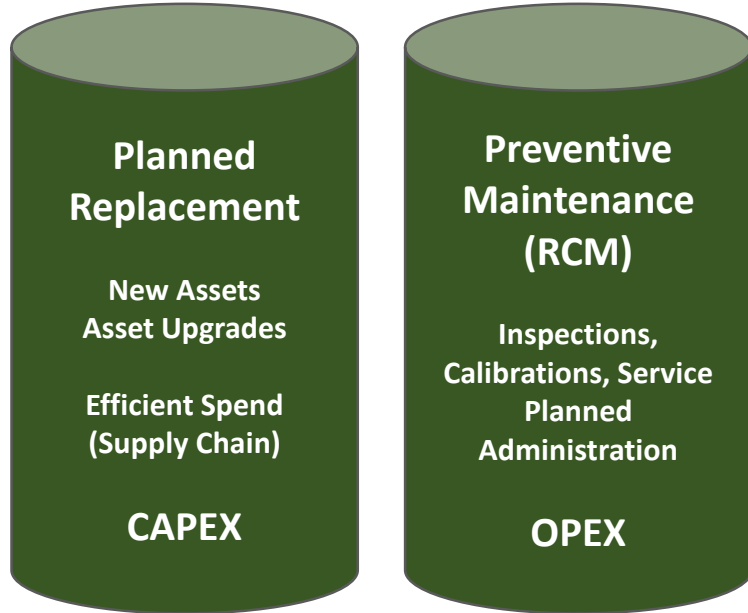 Planned
Replacement
New Assets
Asset Upgrades
Efficient Spend
(Supply Chain)
CAPEX
Preventive
Maintenance
(RCM)
Inspections,
Calibrations, Service
Planned
Administration
OPEX